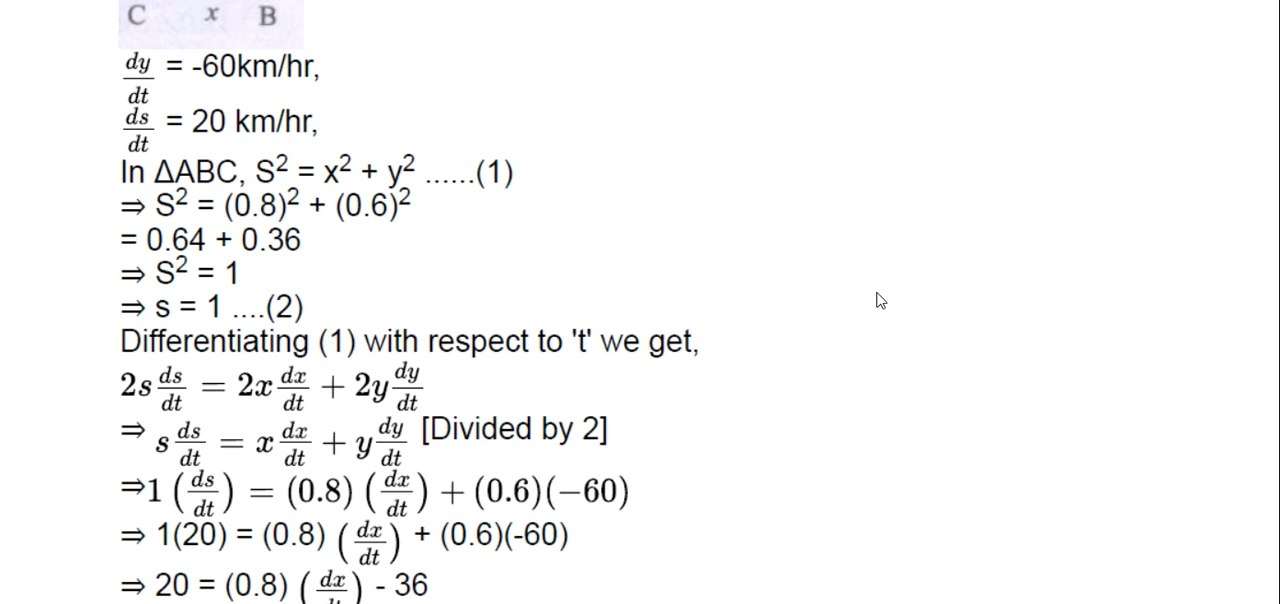 C x B
dy/dt = -60km/hr,
ds/dt = 20 km/hr,
In ΔABC, S² = x² + y² ......(1)
⇒ S² = (0.8)² + (0.6)²
= 0.64 + 0.36
⇒ S² = 1
⇒ s = 1 ....(2)
Differentiating (1) with respect to 't' we get,
2s ds/dt = 2x dx/dt + 2y dy/dt
⇒ s ds/dt = x dx/dt + y dy/dt [Divided by 2]
⇒1 (ds/dt) = (0.8) (dx/dt) + (0.6)(−60)
⇒ 1(20) = (0.8) (dx/dt) + (0.6)(-60)
⇒ 20 = (0.8) (dx/) - 36